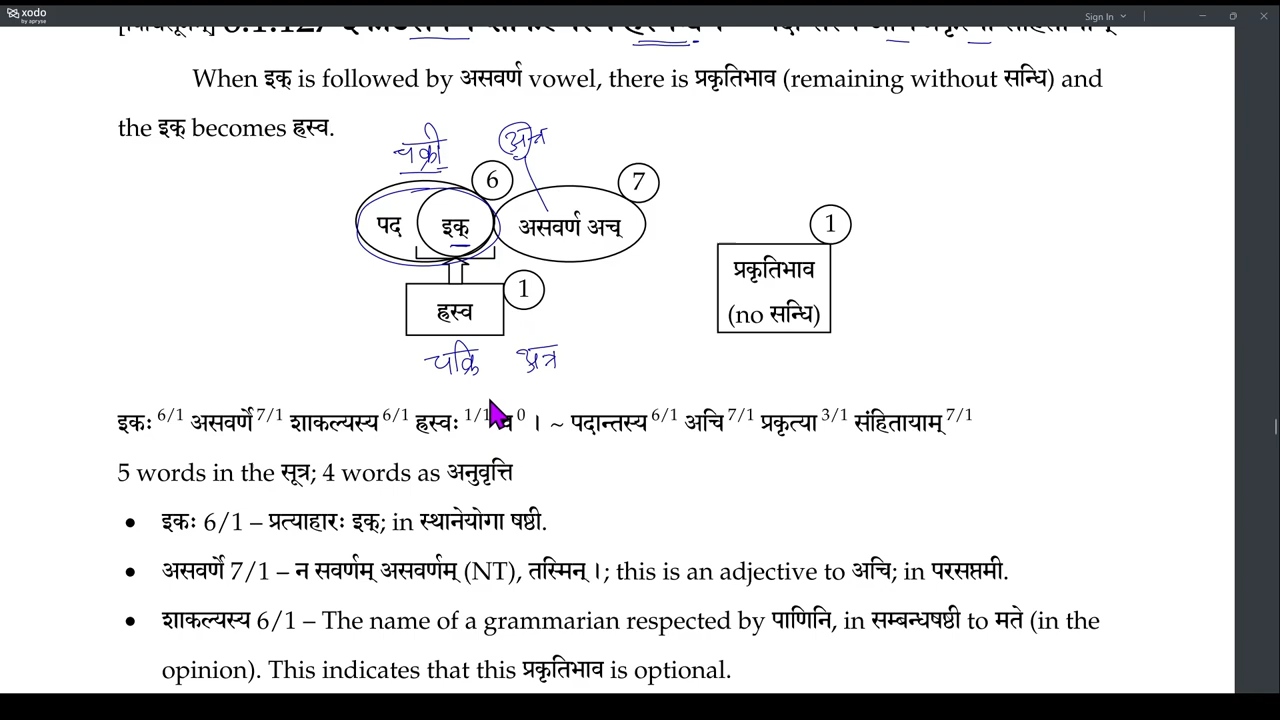 xodo
by apryse
Sign In
When इक् is followed by असवर्ण vowel, there is प्रकृतिभाव (remaining without सन्धि) and
the इक् becomes ह्रस्व.
चक्री अत्र
6 7
पद इक् असवर्ण अच्
1
प्रकृतिभाव
(no सन्धि)
1
ह्रस्व
चक्रि अत्र
इकः 6/1 असवर्णे 7/1 शाकल्यस्य 6/1 ह्रस्वः 1/1 च 0 । ~ पदान्तस्य 6/1 अचि 7/1 प्रकृत्या 3/1 संहितायाम् 7/1
5 words in the सूत्र; 4 words as अनुवृत्ति
• इकः 6/1 – प्रत्याहारः इक्; in स्थानेयोगा षष्ठी.
• असवर्णे 7/1 – न सवर्णम् असवर्णम् (NT), तस्मिन् ।; this is an adjective to अचि; in परसप्तमी.
• शाकल्यस्य 6/1 – The name of a grammarian respected by पाणिनि, in सम्बन्धषष्ठी to मते (in the
opinion). This indicates that this प्रकृतिभाव is optional.